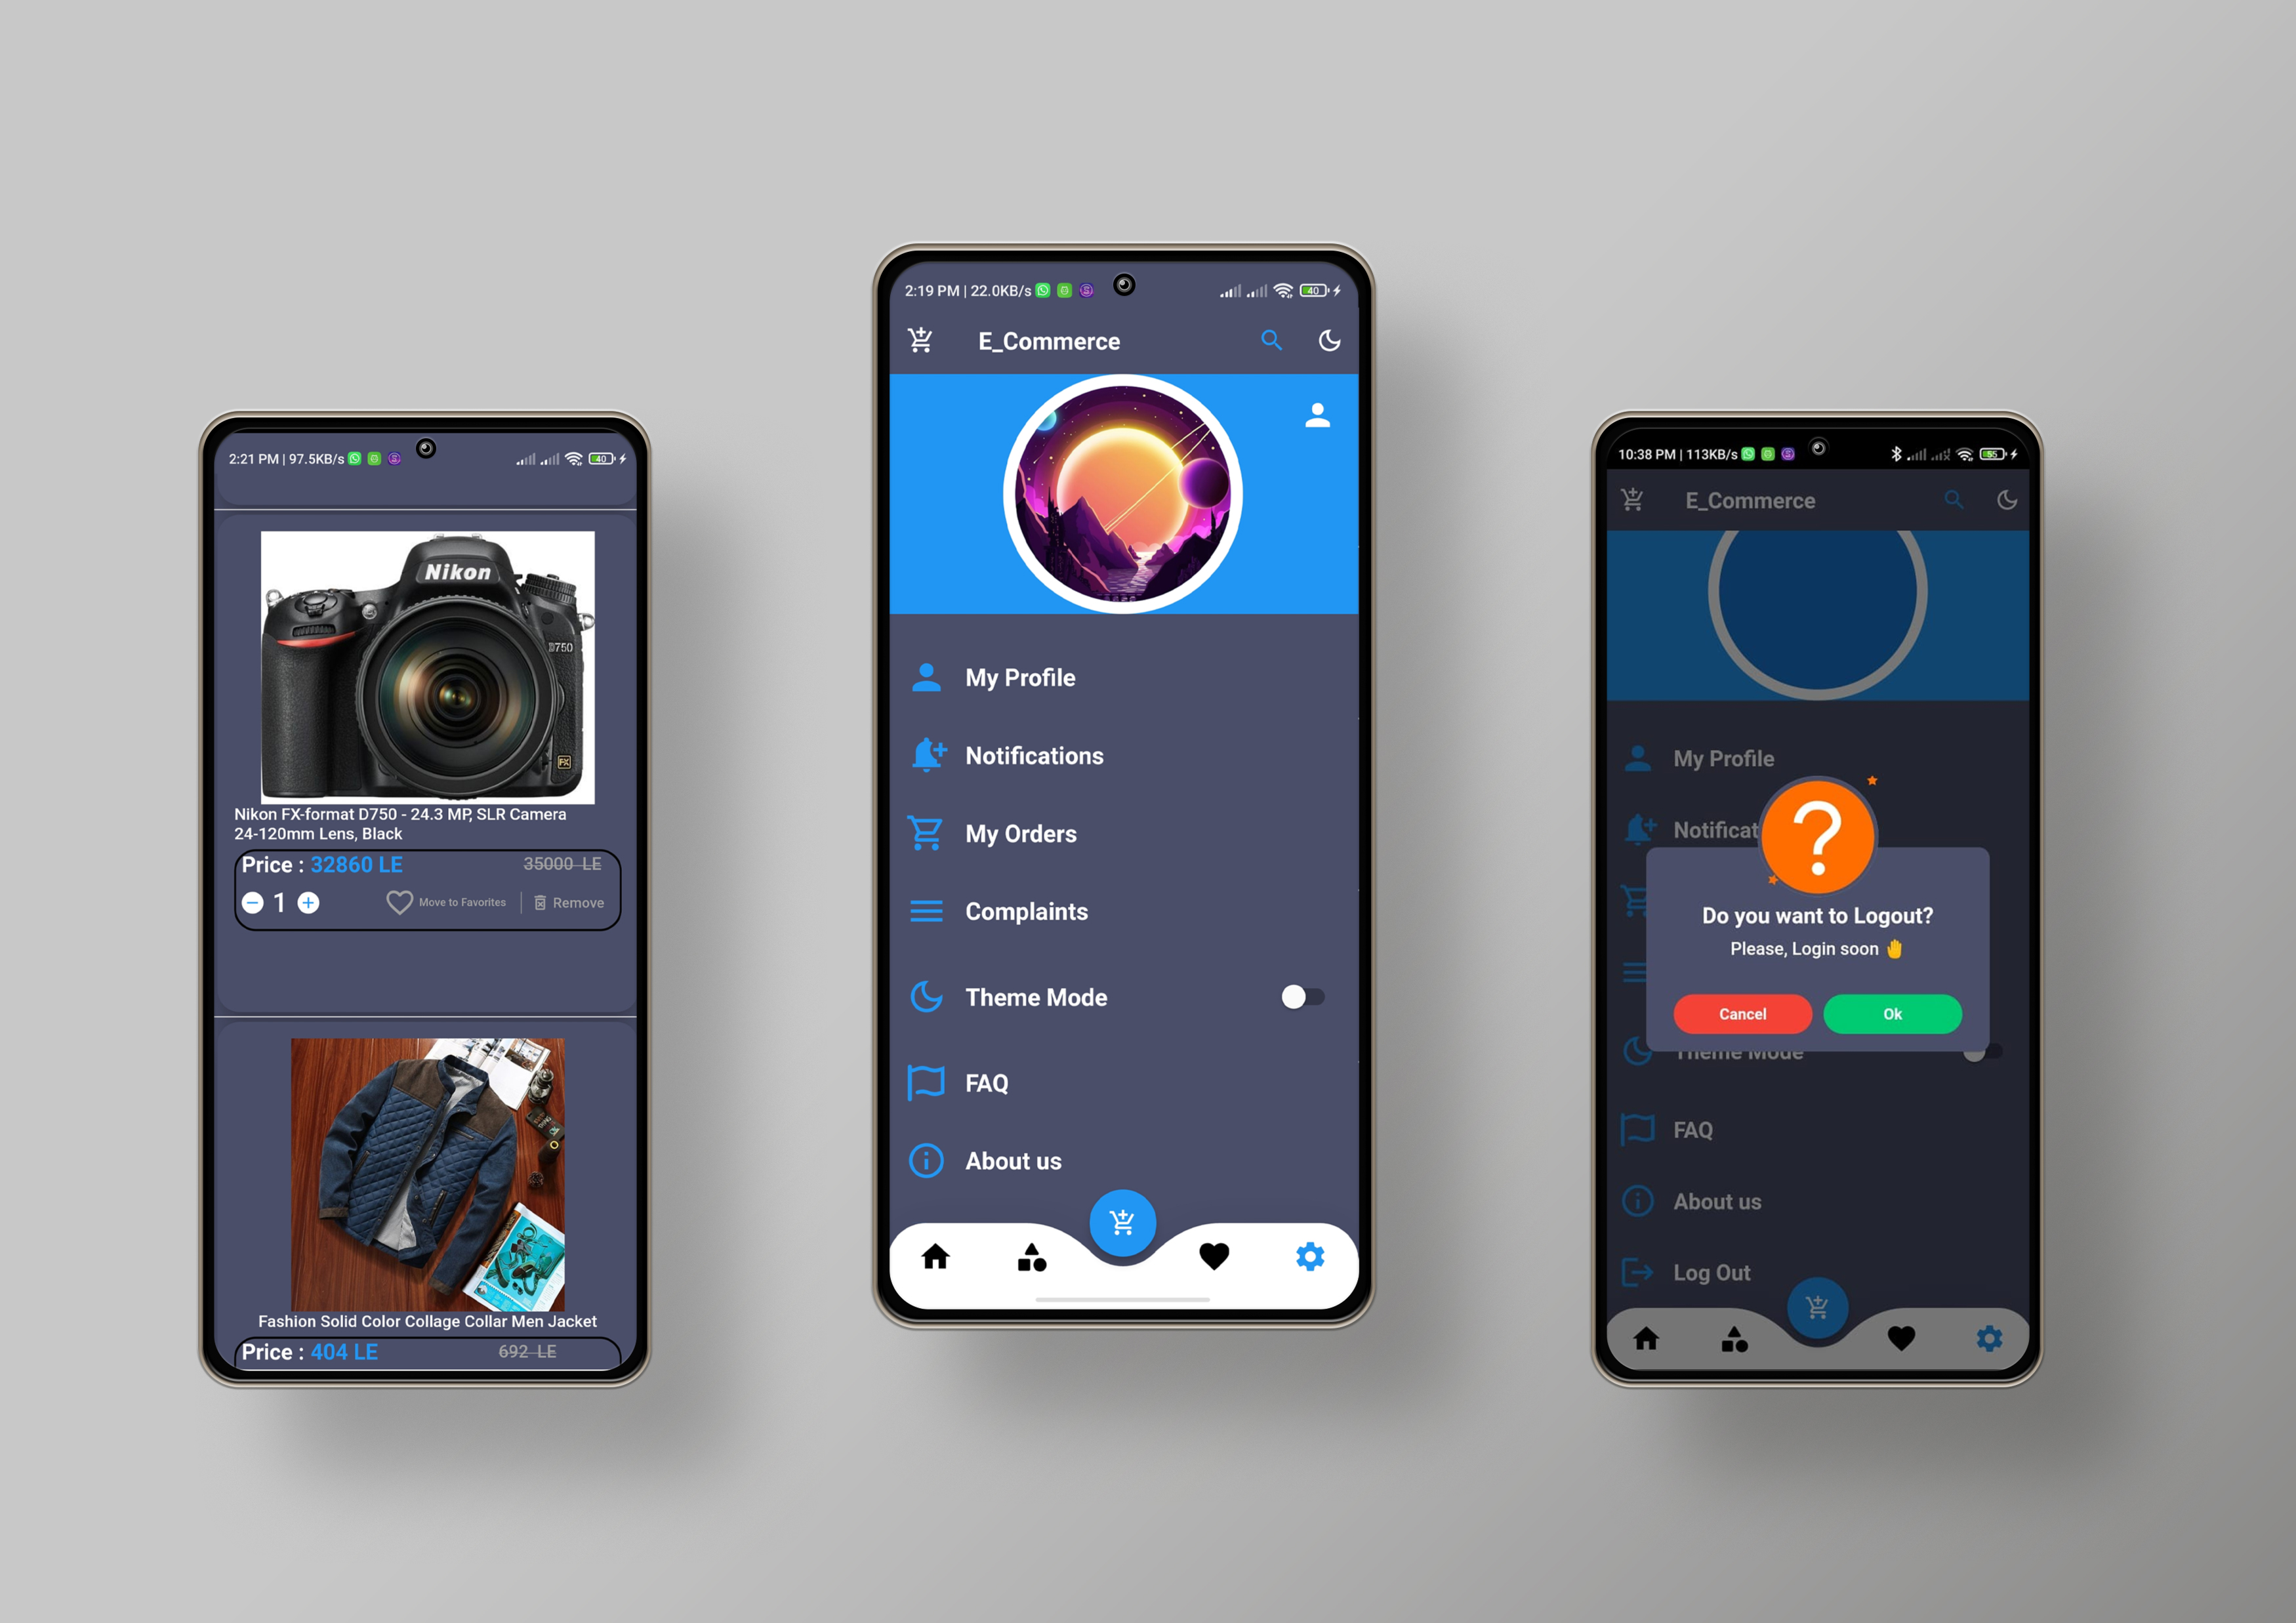 2:21 PM | 97.5KB/s
40
Nikon
D750
FX
Nikon FX-format D750 - 24.3 MP, SLR Camera
24-120mm Lens, Black
Price : 32860 LE
35000 LE
1
Move to Favorites
Remove
Fashion Solid Color Collage Collar Men Jacket
Price : 404 LE
692 LE
2:19 PM | 22.0KB/s
40
E_Commerce
My Profile
Notifications
My Orders
Complaints
Theme Mode
FAQ
About us
10:38 PM | 113KB/s
55
E_Commerce
My Profile
Notificat
?
Do you want to Logout?
Please, Login soon 🤚
Cancel
Ok
Theme Mode
FAQ
About us
Log Out